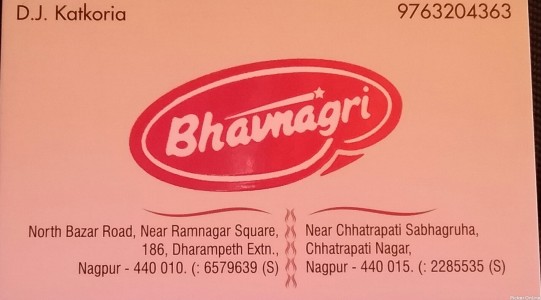 D.J. Katkoria
9763204363
Bhavnagri
North Bazar Road, Near Ramnagar Square,
186, Dharampeth Extn.,
Nagpur - 440 010. (: 6579639 (S)
Near Chhatrapati Sabhagruha,
Chhatrapati Nagar,
Nagpur - 440 015. (: 2285535 (S)